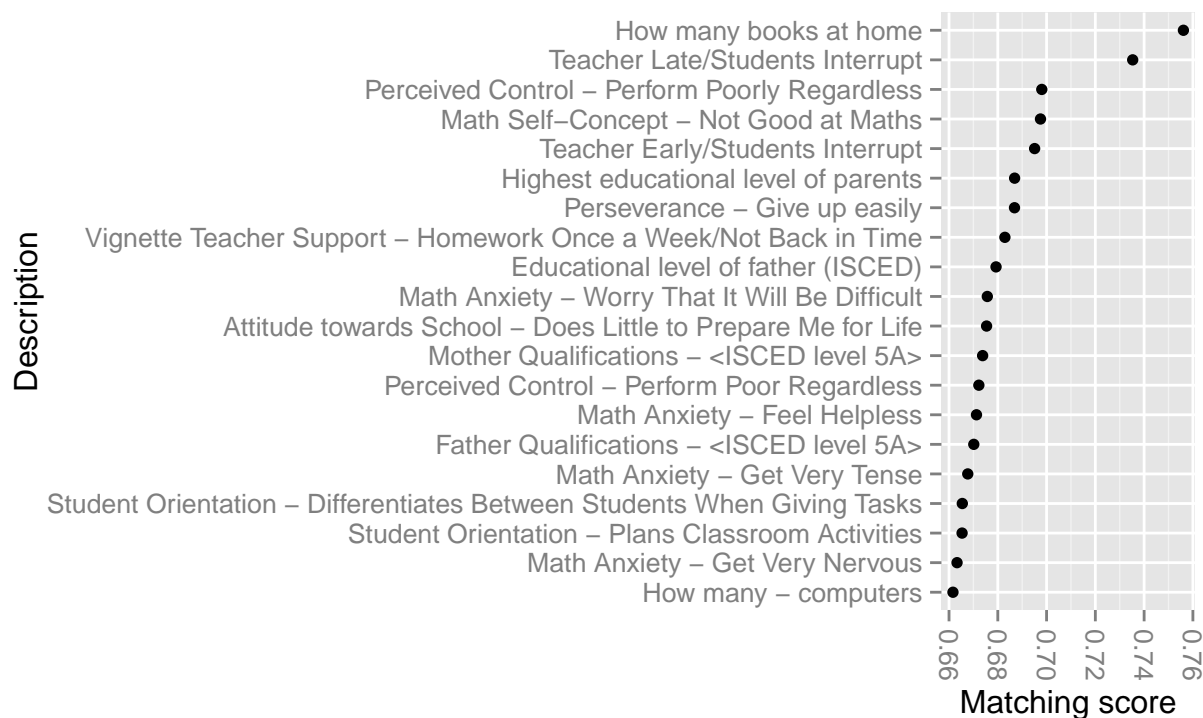 How many books at home
Teacher Late/Students Interrupt
Perceived Control − Perform Poorly Regardless
Math Self−Concept − Not Good at Maths
Teacher Early/Students Interrupt
Highest educational level of parents
Perseverance − Give up easily
Vignette Teacher Support − Homework Once a Week/Not Back in Time
Educational level of father (ISCED)
Math Anxiety − Worry That It Will Be Difficult
Attitude towards School − Does Little to Prepare Me for Life
Mother Qualifications − <ISCED level 5A>
Perceived Control − Perform Poor Regardless
Math Anxiety − Feel Helpless
Father Qualifications − <ISCED level 5A>
Math Anxiety − Get Very Tense
Student Orientation − Differentiates Between Students When Giving Tasks
Student Orientation − Plans Classroom Activities
Math Anxiety − Get Very Nervous
How many − computers
Description
0.66
0.68
0.70
0.72
0.74
0.76
Matching score